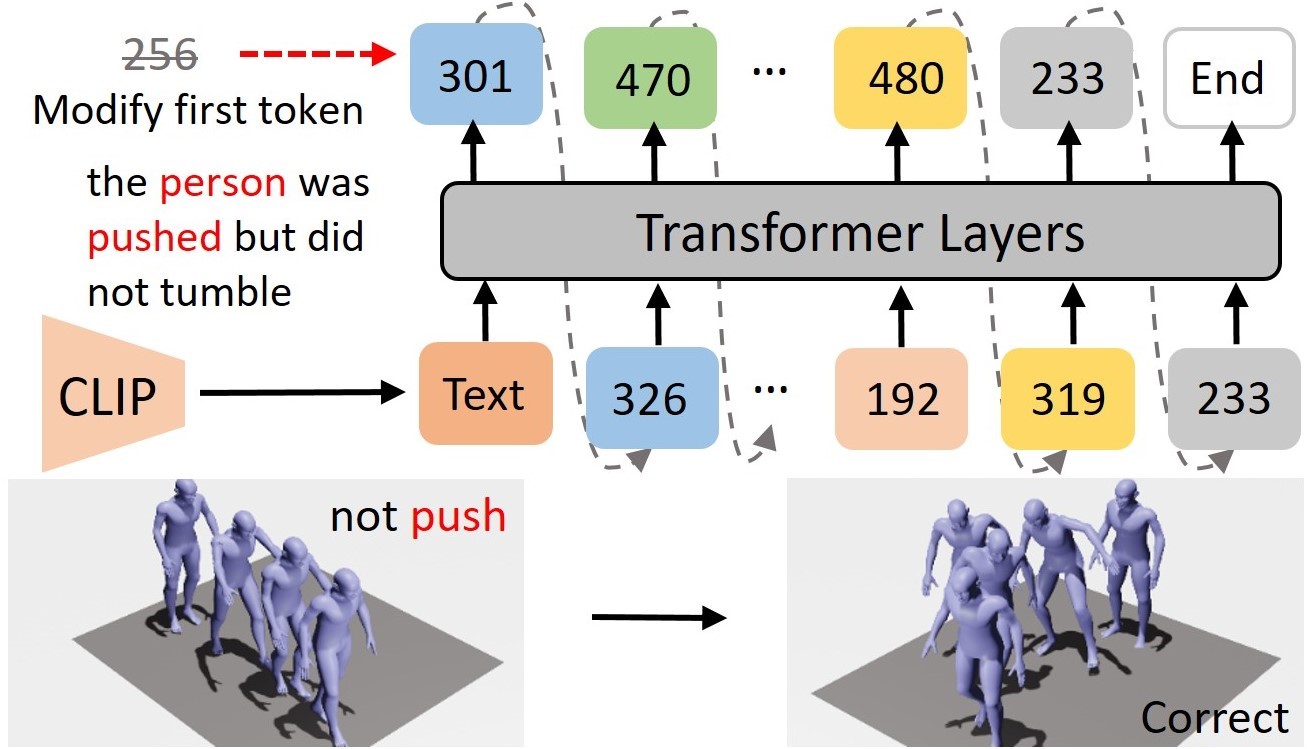 256
Modify first token
301
470
...
480
233
End
the person was
pushed but did
not tumble
Transformer Layers
CLIP
Text
326
...
192
319
233
not push
Correct